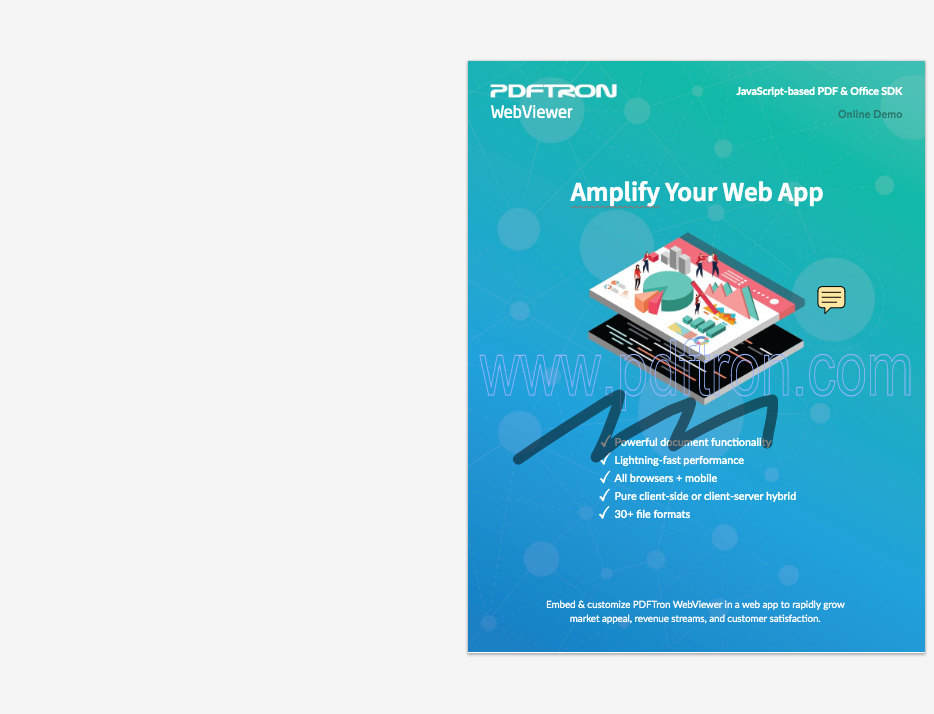 PDFTRON
WebViewer
JavaScript-based PDF & Office SDK
Online Demo
Amplify Your Web App
www.pdftron.com
✓ Powerful document functionality
✓ Lightning-fast performance
✓ All browsers + mobile
✓ Pure client-side or client-server hybrid
✓ 30+ file formats
Embed & customize PDFTron WebViewer in a web app to rapidly grow
market appeal, revenue streams, and customer satisfaction.